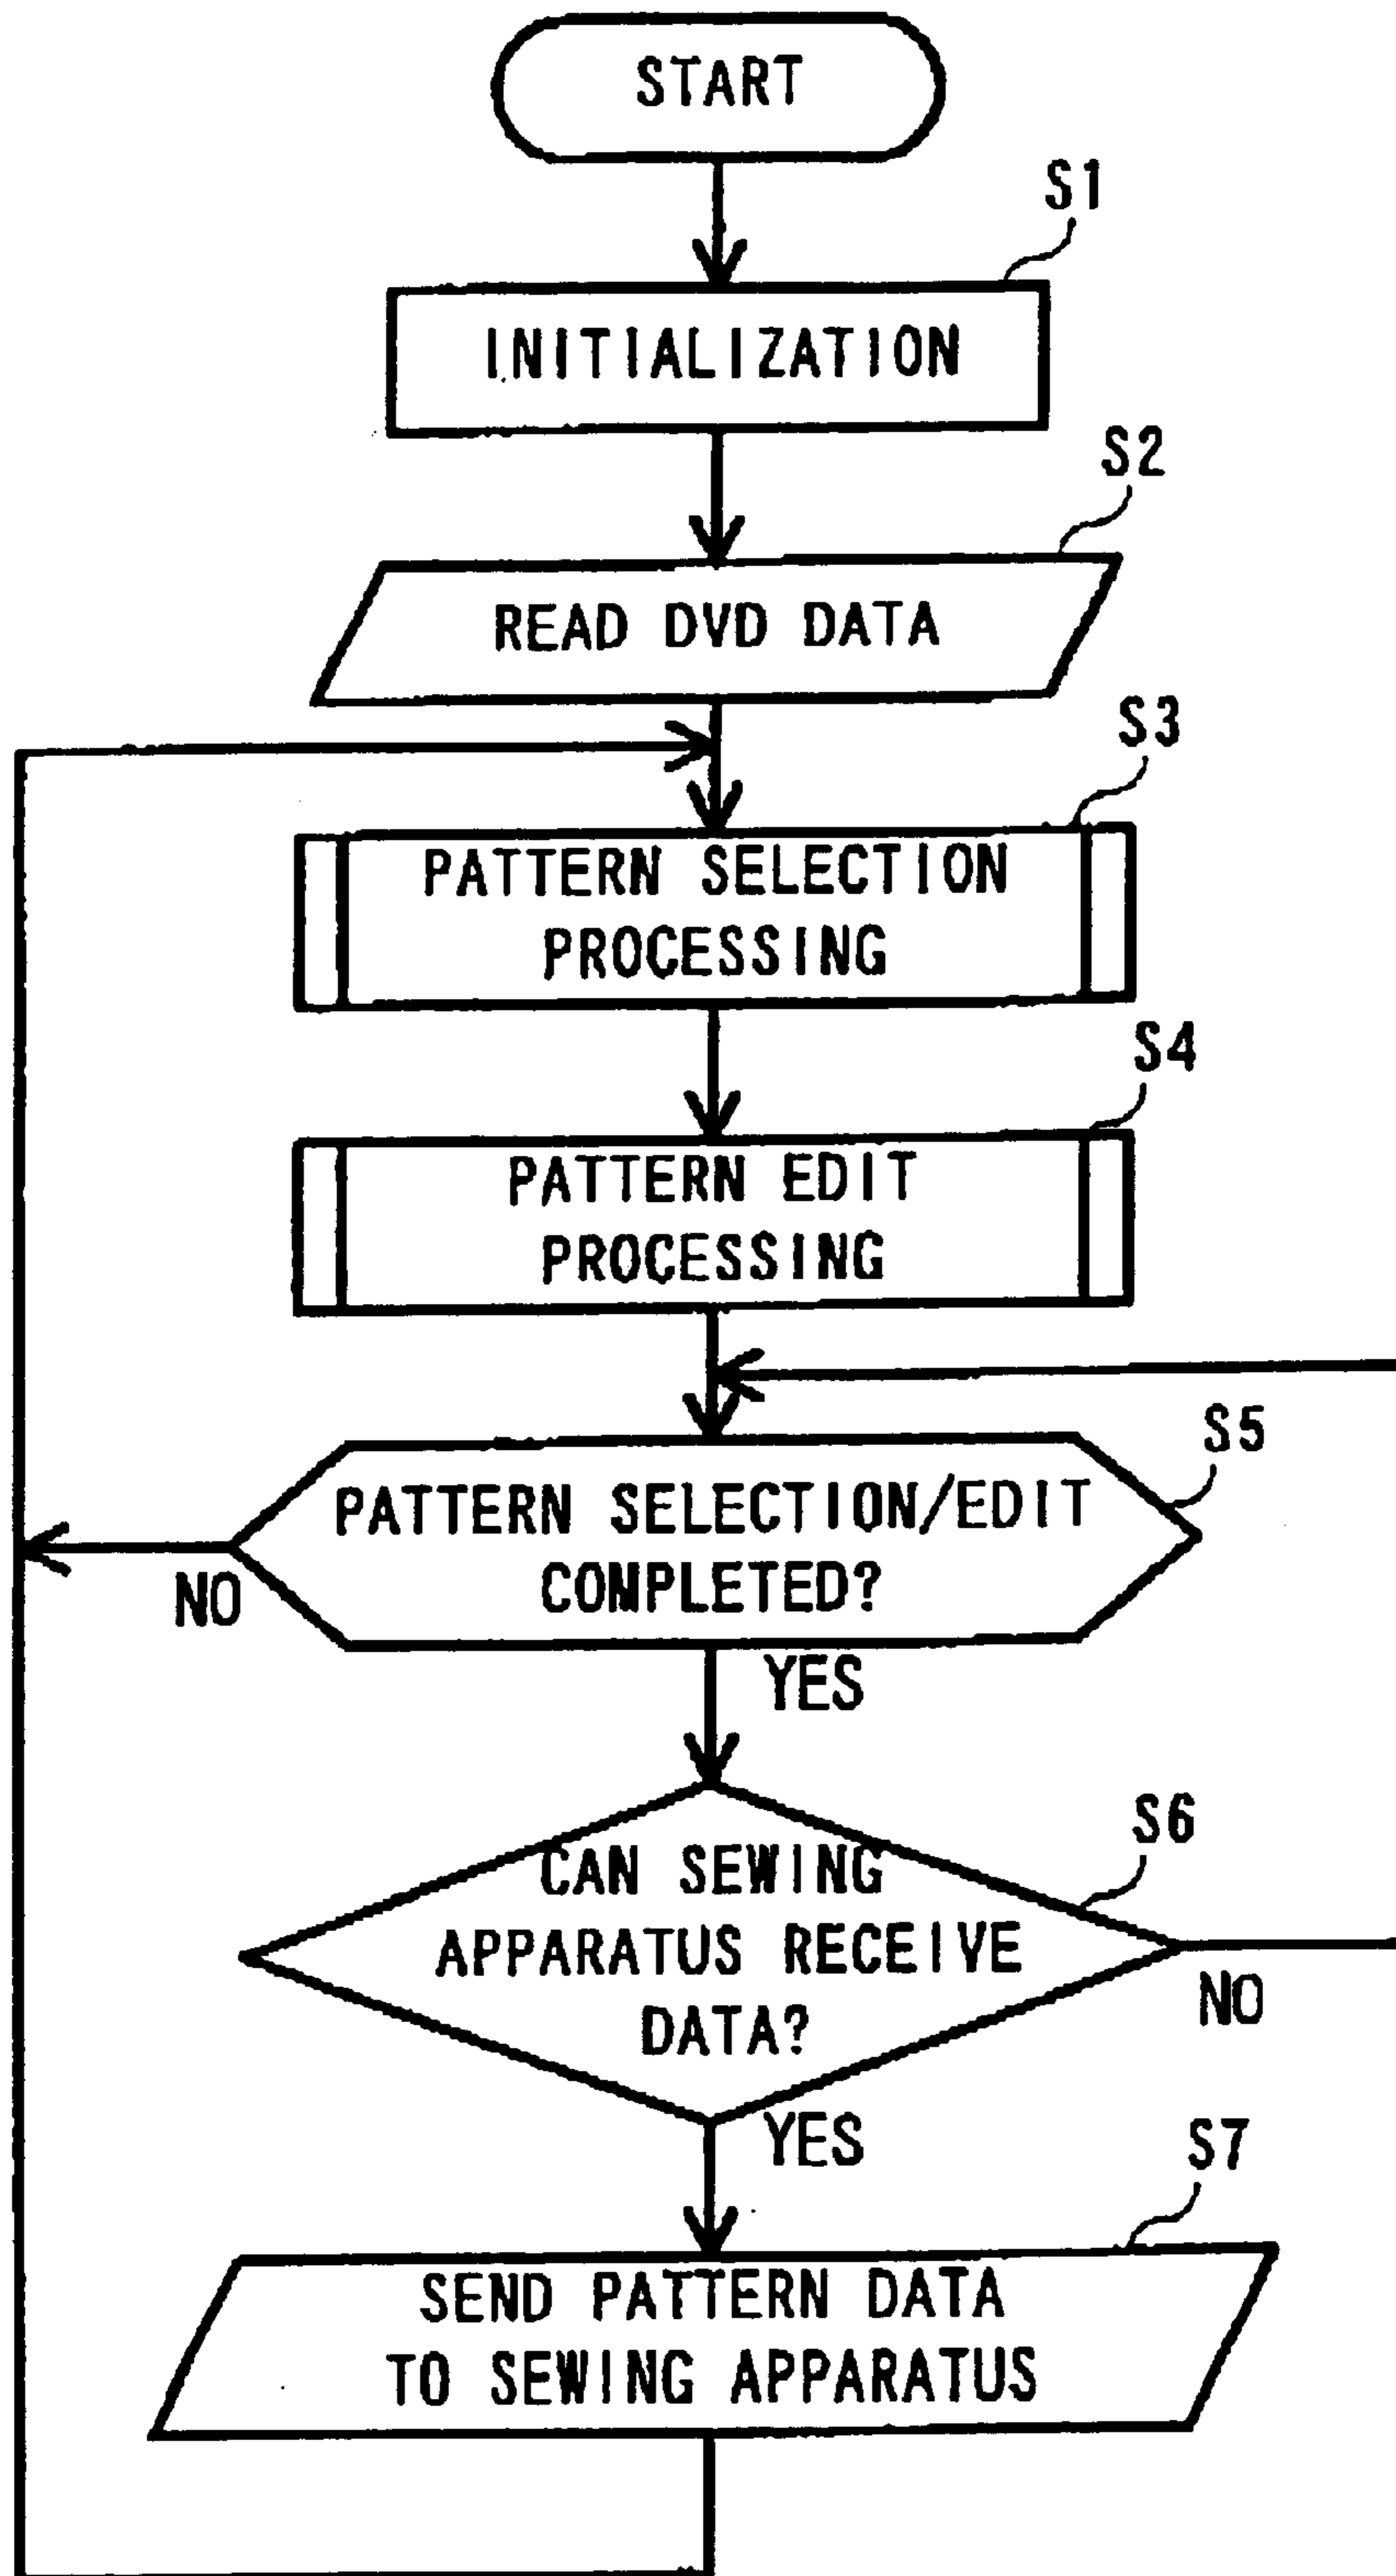 START
S1
INITIALIZATION
S2
READ DVD DATA
S3
PATTERN SELECTION
PROCESSING
S4
PATTERN EDIT
PROCESSING
S5
PATTERN SELECTION/EDIT
COMPLETED?
NO
YES
S6
CAN SEWING
APPARATUS RECEIVE
DATA?
NO
YES
S7
SEND PATTERN DATA
TO SEWING APPARATUS